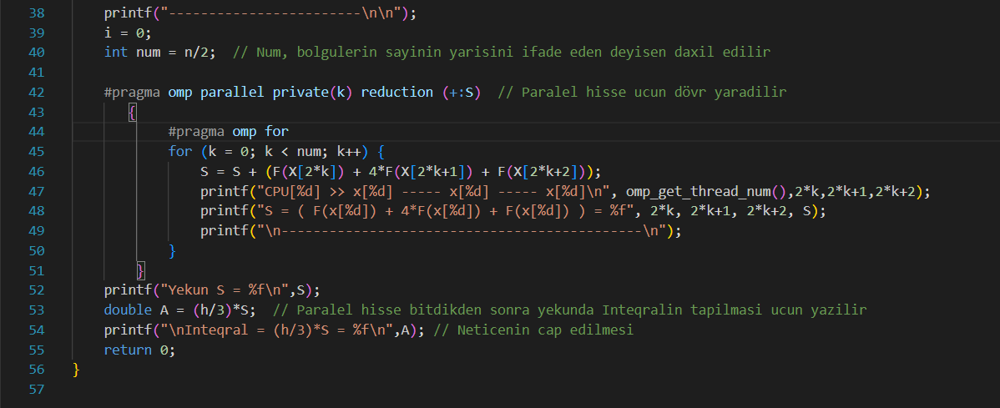 38 printf("------------------------\n\n");
39 i = 0;
40 int num = n/2;  // Num, bolgulerin sayinin yarisini ifade eden deyisen daxil edilir
41
42 #pragma omp parallel private(k) reduction (+:S)  // Paralel hisse ucun dövr yaradilir
43 {
44 #pragma omp for
45 for (k = 0; k < num; k++) {
46 S = S + (F(X[2*k]) + 4*F(X[2*k+1]) + F(X[2*k+2]));
47 printf("CPU[%d] >> x[%d] ----- x[%d] ----- x[%d]\n", omp_get_thread_num(),2*k,2*k+1,2*k+2);
48 printf("S = ( F(x[%d]) + 4*F(x[%d]) + F(x[%d]) ) = %f", 2*k, 2*k+1, 2*k+2, S);
49 printf("\n---------------------------------------------\n");
50 }
51 }
52 printf("Yekun S = %f\n",S);
53 double A = (h/3)*S;  // Paralel hisse bitdikden sonra yekunda Inteqralin tapilmasi ucun yazilir
54 printf("\nInteqral = (h/3)*S = %f\n",A); // Neticenin cap edilmesi
55 return 0;
56 }
57